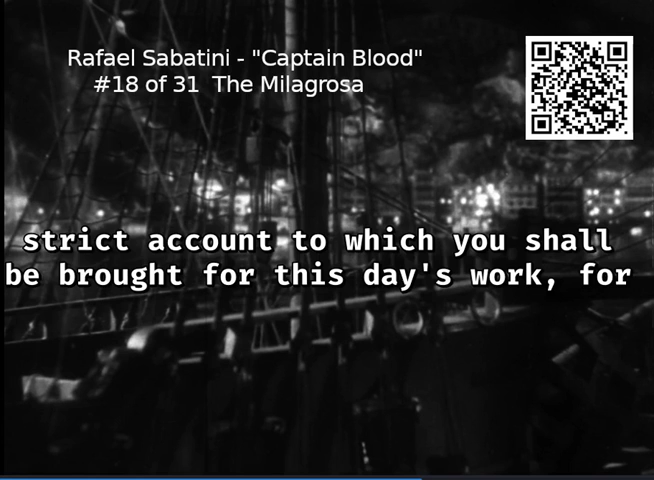 Rafael Sabatini - "Captain Blood"
#18 of 31  The Milagrosa
strict account to which you shall
be brought for this day's work, for